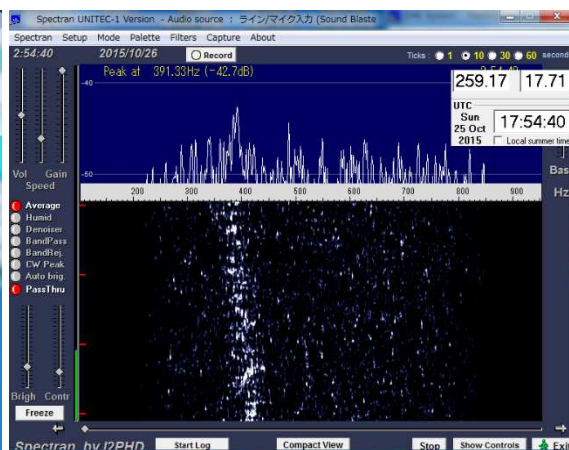 Spectran UNITEC-1 Version - Audio source : ライン/マイク入力 (Sound Blaste
Spectran Setup Mode Palette Filters Capture About
2:54:40 2015/10/26 Record Ticks: 1 10 30 60 second
-40 Peak at 391.33Hz (-42.7dB)
259.17 17.71
UTC
Sun
25 Oct
2015
17:54:40
Local summer time
-50
Vol Gain
Speed
Bas
200 300 400 500 600 700 800 900
Hz
Average
Humid
Denoiser
BandPass
BandRej.
CW Peak
Auto brig.
PassThru
Brigh Contr
Freeze
Spectran by I2PHD Start Log Compact View Stop Show Controls Exi